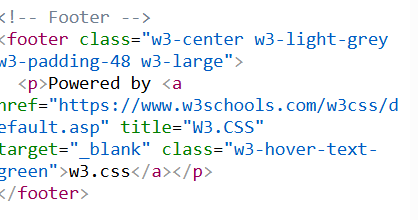 <!-- Footer -->
<footer class="w3-center w3-light-grey
w3-padding-48 w3-large">
<p>Powered by <a
href="https://www.w3schools.com/w3css/d
efault.asp" title="W3.CSS"
target="_blank" class="w3-hover-text-
green">w3.css</a></p>
</footer>